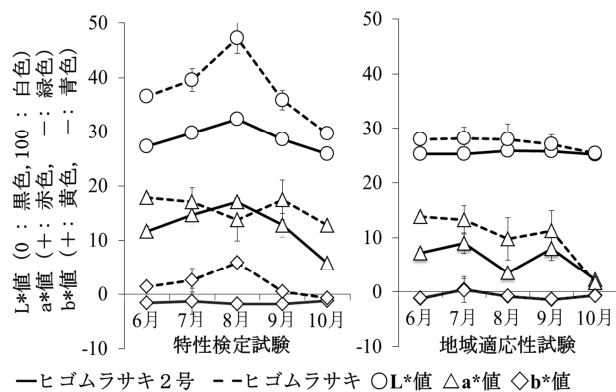 L*値（0：黒色,100：白色）
a*値（＋：赤色, －：緑色）
b*値（＋：黄色, －：青色）
50
40
30
20
10
0
-10
6月 7月 8月 9月 10月
特性検定試験
50
40
30
20
10
0
-10
6月 7月 8月 9月 10月
地域適応性試験
ヒゴムラサキ２号 ヒゴムラサキ L*値 a*値 b*値